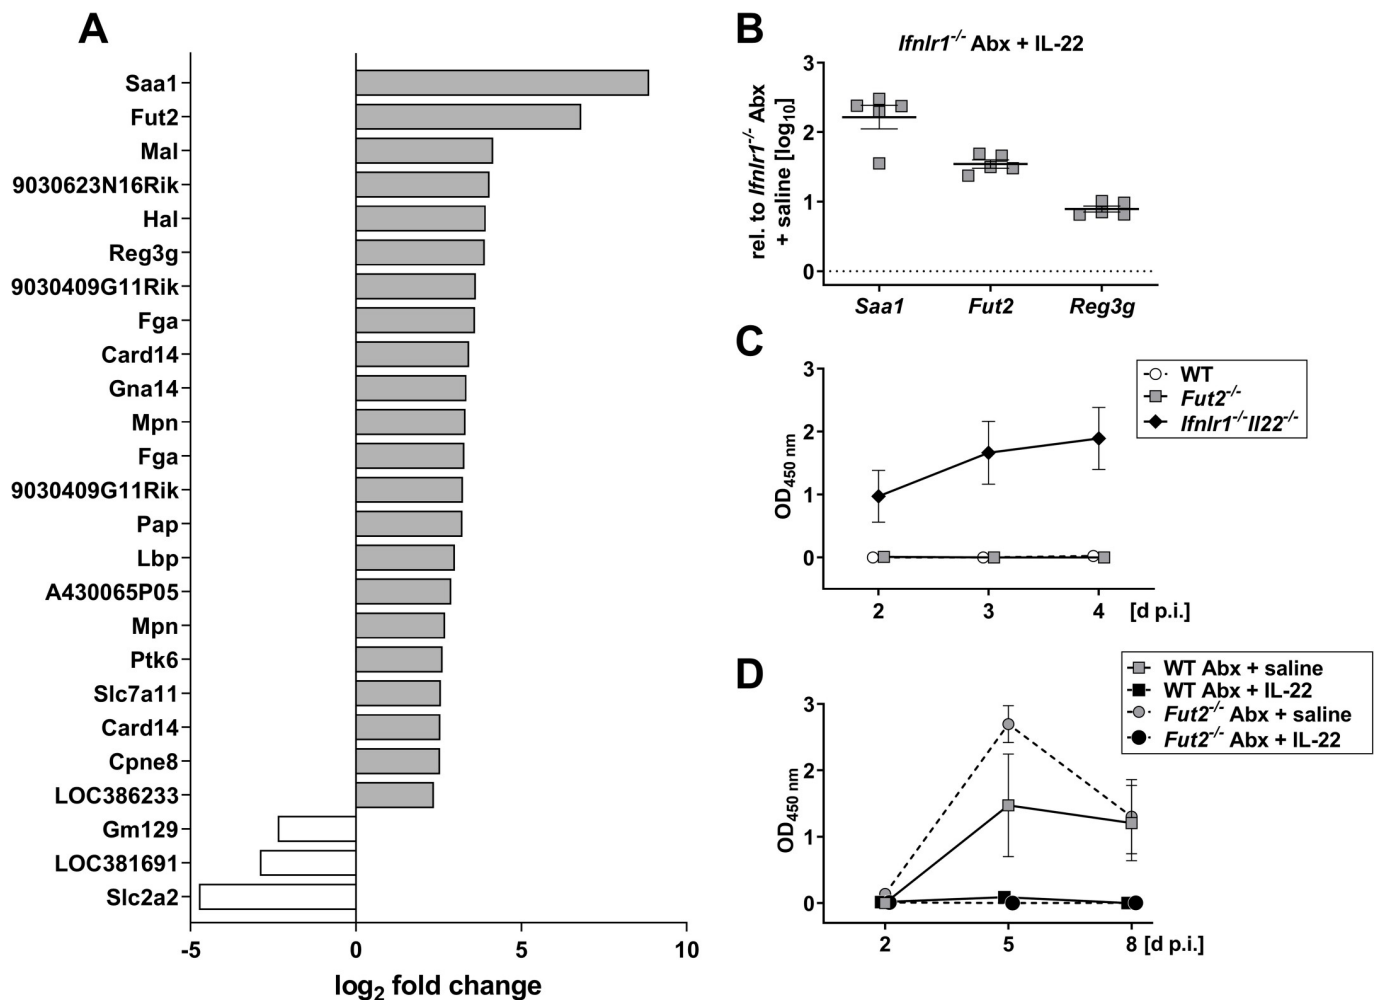 A
Saa1
Fut2
Mal
9030623N16Rik
Hal
Reg3g
9030409G11Rik
Fga
Card14
Gna14
Mpn
Fga
9030409G11Rik
Pap
Lbp
A430065P05
Mpn
Ptk6
Slc7a11
Card14
Cpne8
LOC386233
Gm129
LOC381691
Slc2a2
-5 0 5 10
log2 fold change
B
Ifnlr1-/- Abx + IL-22
rel. to Ifnlr1-/- Abx
+ saline [log10]
3
2
1
0
Saa1 Fut2 Reg3g
C
OD450 nm
3
2
1
0
2 3 4 [d p.i.]
WT
Fut2-/-
Ifnlr1-/-Il22-/-
D
OD450 nm
3
2
1
0
2 5 8 [d p.i.]
WT Abx + saline
WT Abx + IL-22
Fut2-/- Abx + saline
Fut2-/- Abx + IL-22